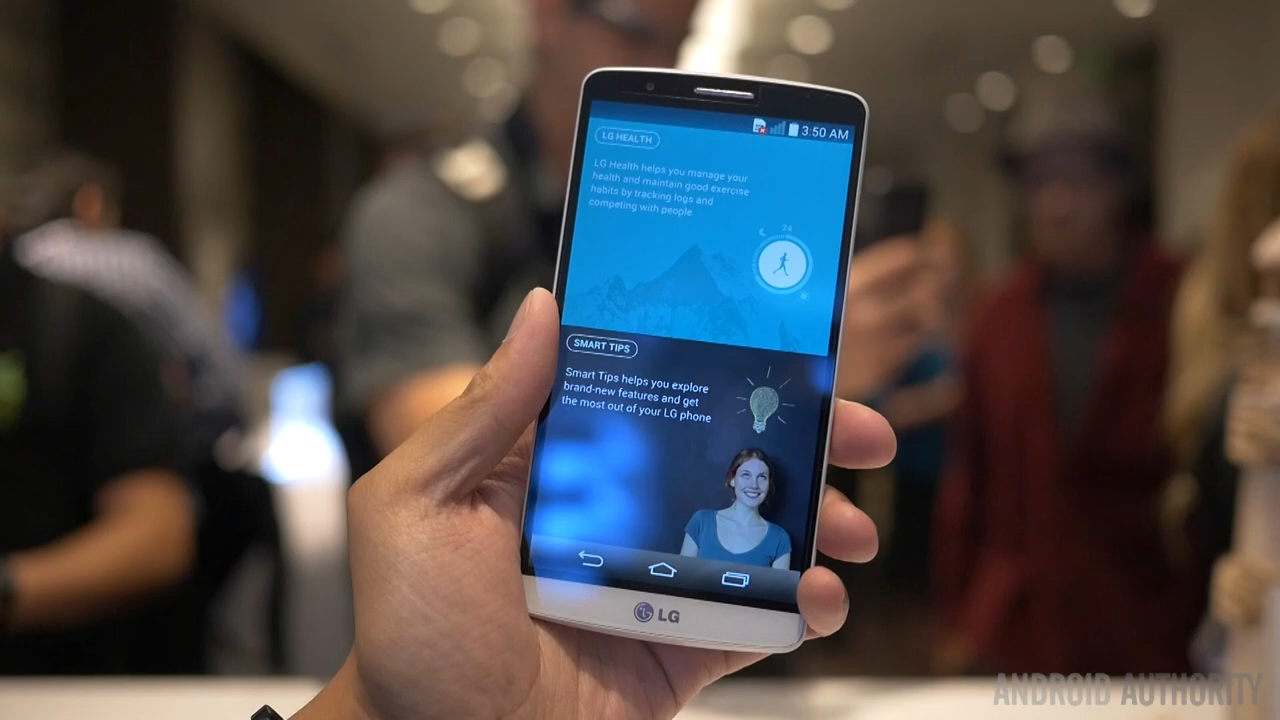 3:50 AM
LG HEALTH
LG Health helps you manage your
health and maintain good exercise
habits by tracking logs and
competing with people.
24
SMART TIPS
Smart Tips helps you explore
brand-new features and get
the most out of your LG phone
LG
ANDROID AUTHORITY